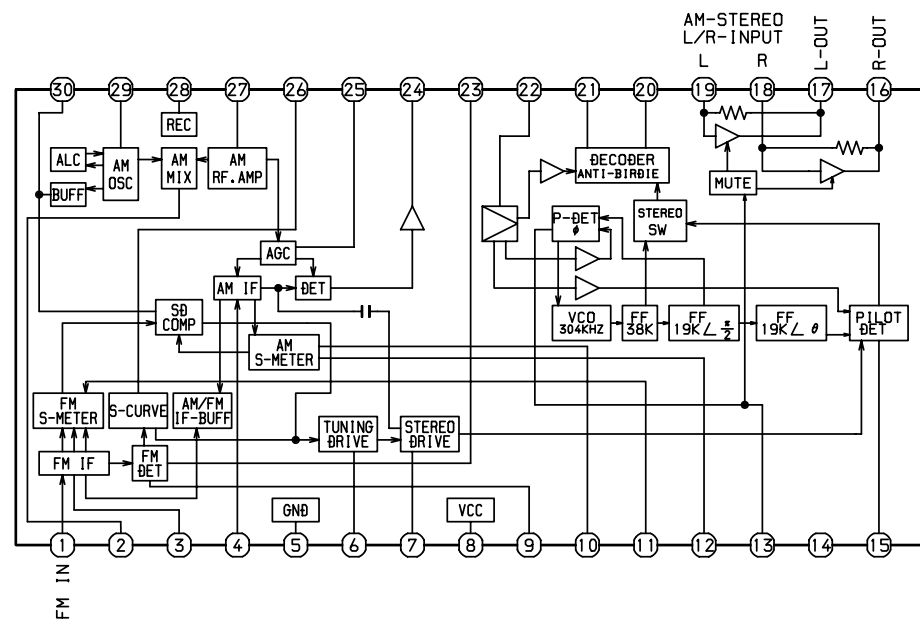 AM-STEREO
L/R-INPUT
L
R
L-OUT
R-OUT
30
29
28
27
26
25
24
23
22
21
20
19
18
17
16
REC
ALC
BUFF
AM
OSC
AM
MIX
AM
RF.AMP
DECODER
ANTI-BIRDIE
MUTE
P-DET
ø
STEREO
SW
AGC
AM IF
DET
SD
COMP
AM
S-METER
VCO
304KHZ
FF
38K
FF
19K∠ π/2
FF
19K∠ θ
PILOT
DET
FM
S-METER
S-CURVE
AM/FM
IF-BUFF
TUNING
DRIVE
STEREO
DRIVE
FM IF
FM
DET
GND
VCC
1
2
3
4
5
6
7
8
9
10
11
12
13
14
15
FM IN